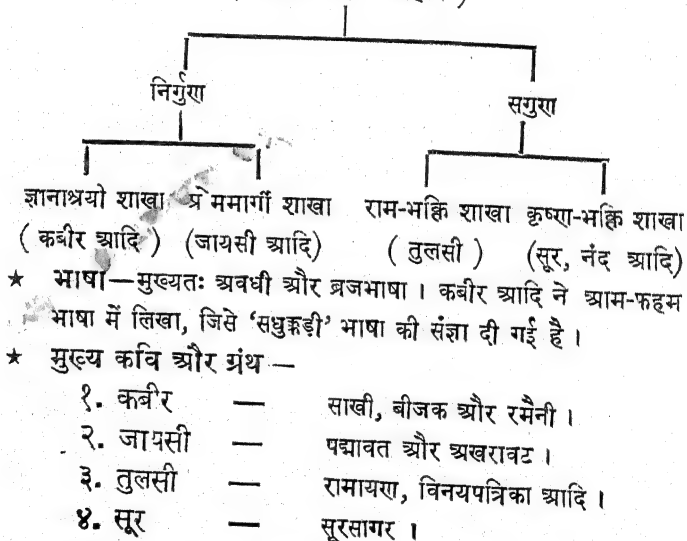 निर्गुण सगुण
ज्ञानाश्रयी शाखा प्रेममार्गी शाखा राम-भक्ति शाखा कृष्ण-भक्ति शाखा
( कबीर आदि ) (जायसी आदि) ( तुलसी ) (सूर, नंद आदि)
★ भाषा—मुख्यतः अवधी और ब्रजभाषा । कबीर आदि ने आम-फहम
भाषा में लिखा, जिसे ‘सधुक्कड़ी’ भाषा की संज्ञा दी गई है ।
★ मुख्य कवि और ग्रंथ —
१. कबीर — साखी, बीजक और रमैनी ।
२. जायसी — पद्मावत और अखरावट ।
३. तुलसी — रामायण, विनयपत्रिका आदि ।
४. सूर — सूरसागर ।